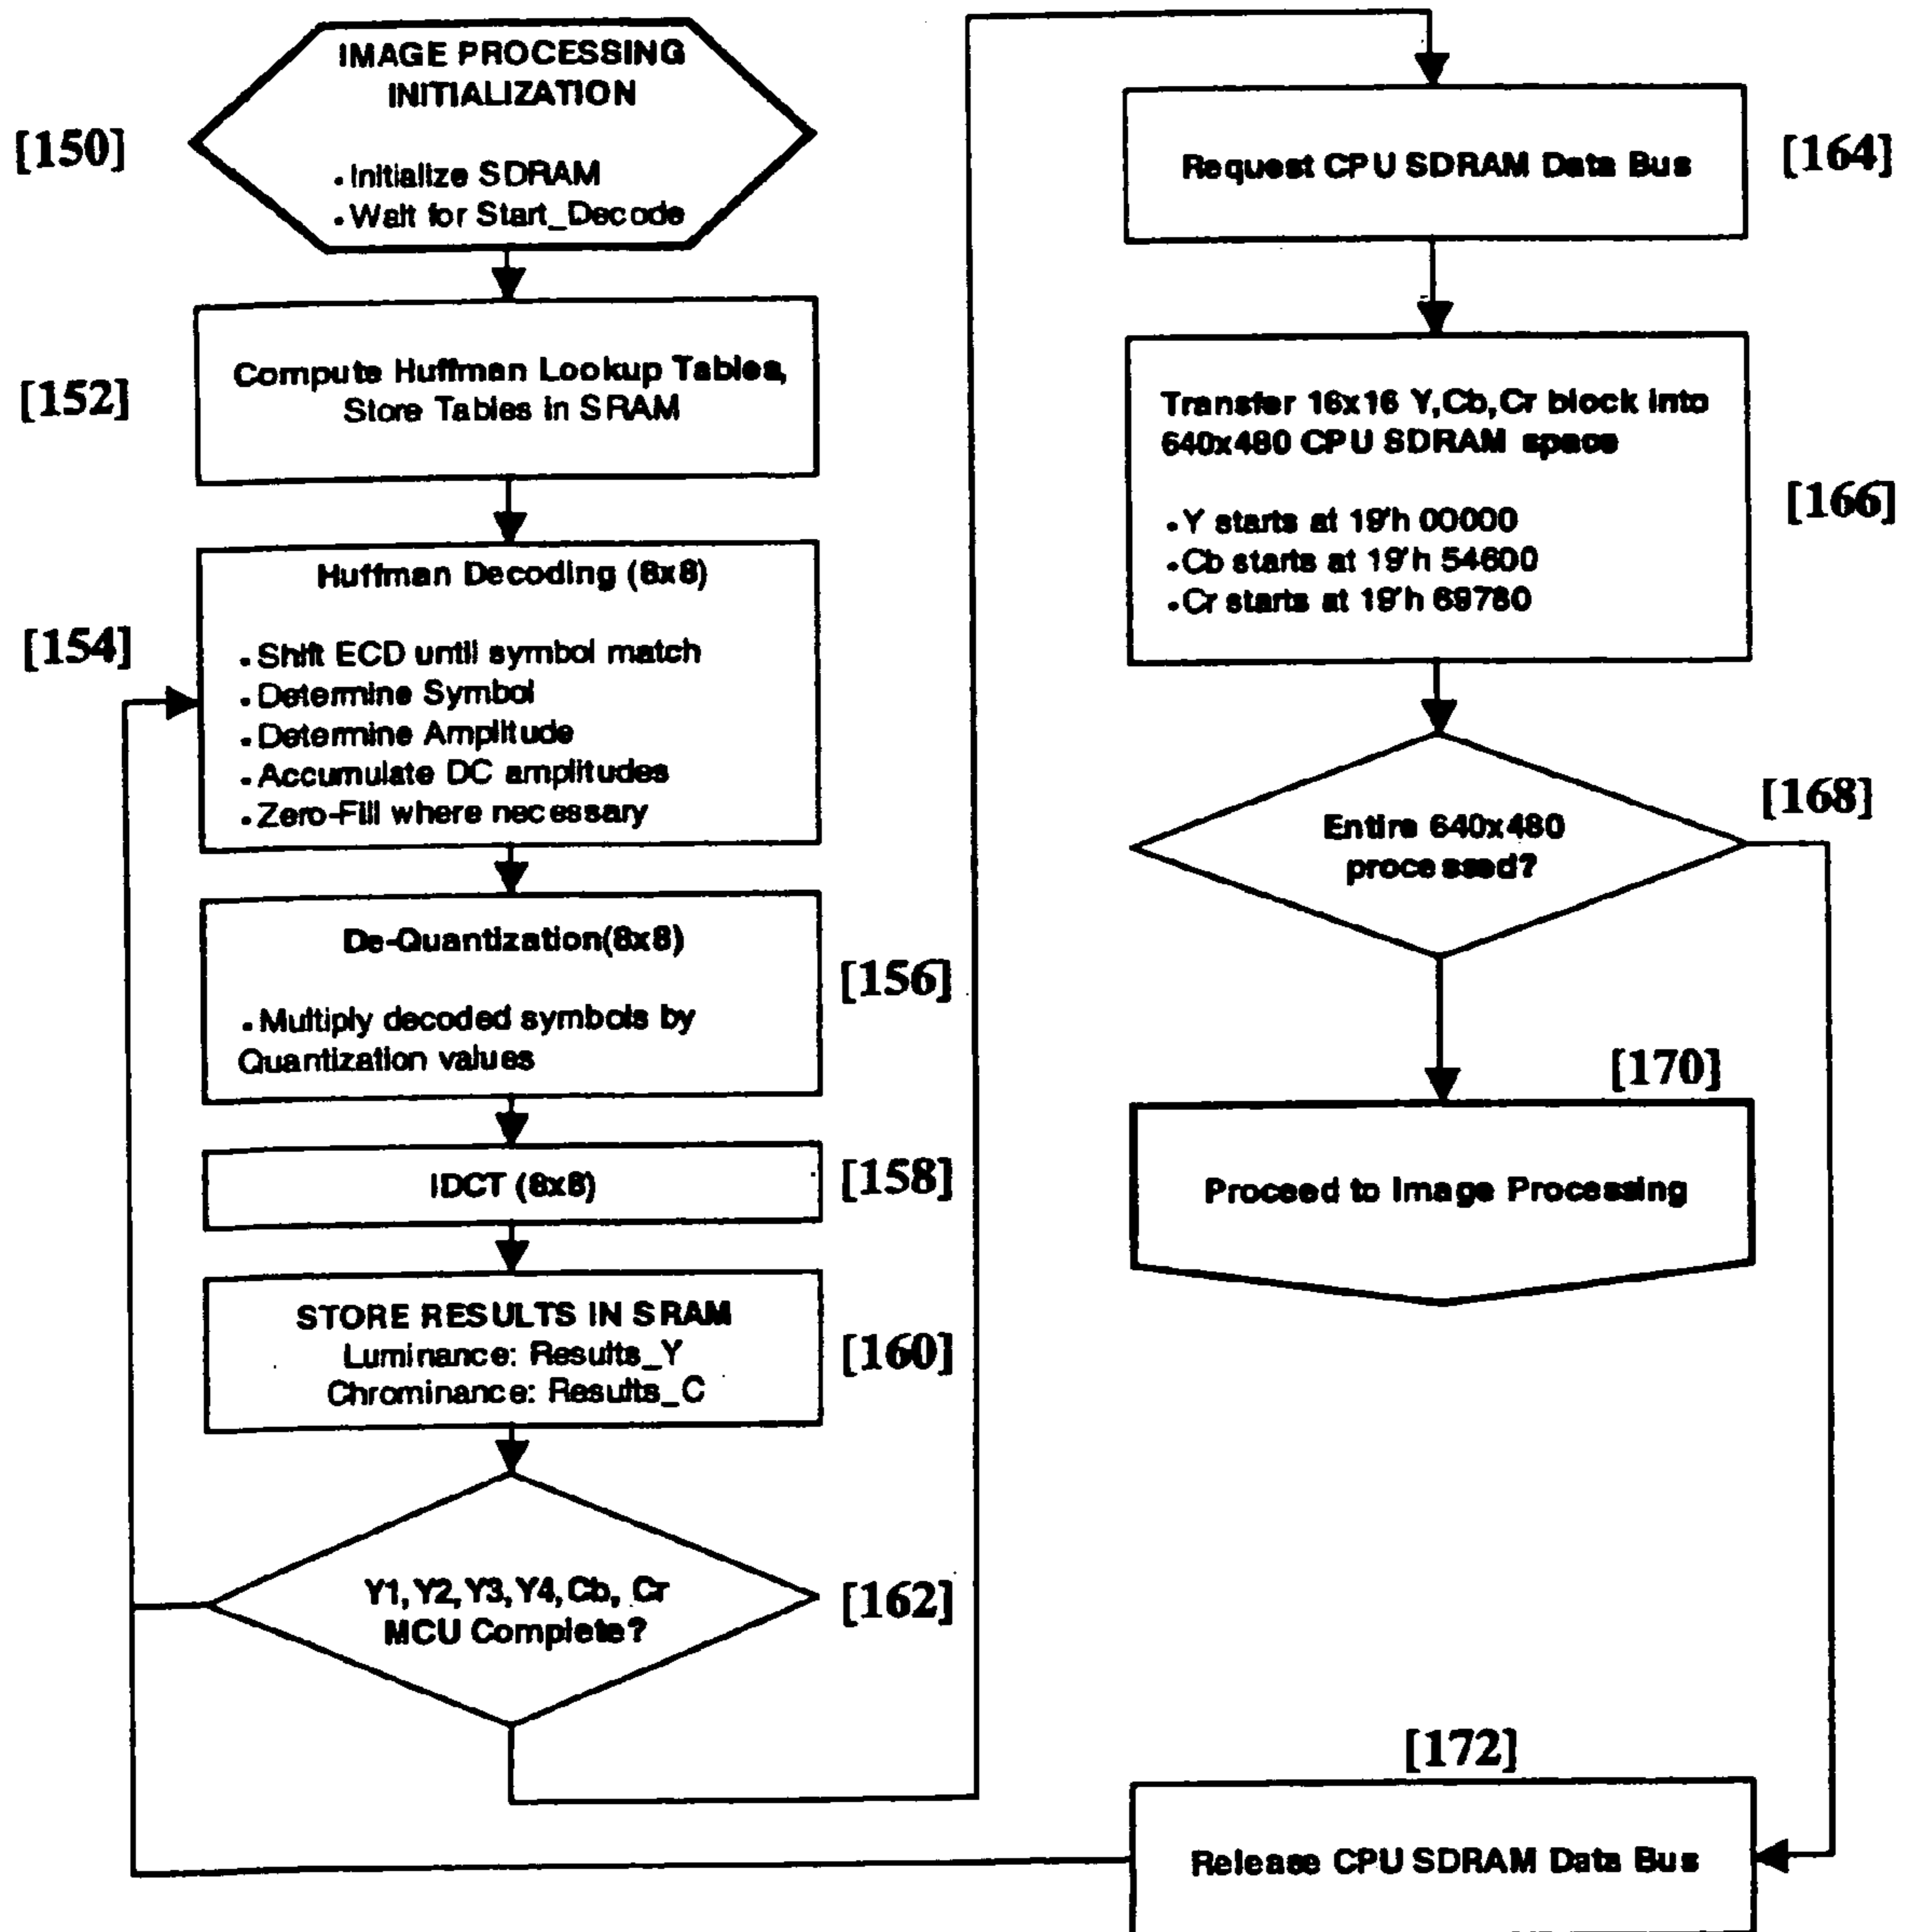 IMAGE PROCESSING
INITIALIZATION
[150]
. Initialize SDRAM
. Wait for Start_Decode
Compute Huffman Lookup Tables,
Store Tables in SRAM
[152]
Huffman Decoding (8x8)
[154]
. Shift ECD until symbol match
. Determine Symbol
. Determine Amplitude
. Accumulate DC amplitudes
. Zero-Fill where necessary
De-Quantization(8x8)
[156]
. Multiply decoded symbols by
Quantization values
IDCT (8x8)
[158]
STORE RESULTS IN SRAM
Luminance: Results_Y
Chrominance: Results_C
[160]
Y1, Y2, Y3, Y4, Cb, Cr
MCU Complete?
[162]
Request CPU SDRAM Data Bus
[164]
Transfer 16x16 Y,Cb,Cr block into
640x480 CPU SDRAM space
[166]
. Y starts at 19'h 00000
. Cb starts at 19'h 54600
. Cr starts at 19'h 69780
[168]
Entire 640x480
processed?
[170]
Proceed to Image Processing
[172]
Release CPU SDRAM Data Bus